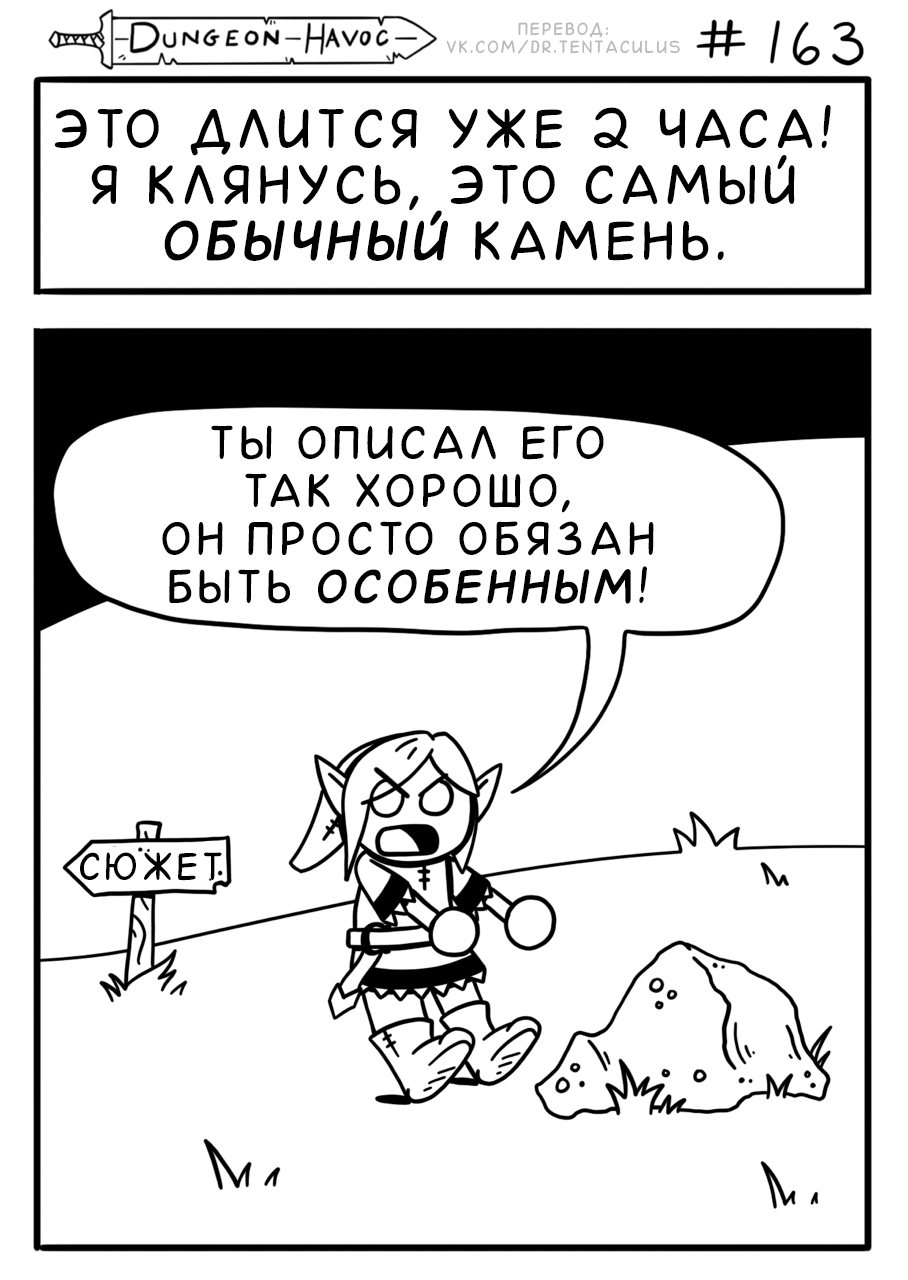 DUNGEON-HAVOC
ПЕРЕВОД:
VK.COM/DR.TENTACULUS
#163
ЭТО ДЛИТСЯ УЖЕ 2 ЧАСА!
Я КЛЯНУСЬ, ЭТО САМЫЙ
ОБЫЧНЫЙ КАМЕНЬ.
ТЫ ОПИСАЛ ЕГО
ТАК ХОРОШО,
ОН ПРОСТО ОБЯЗАН
БЫТЬ ОСОБЕННЫМ!
СЮЖЕТ